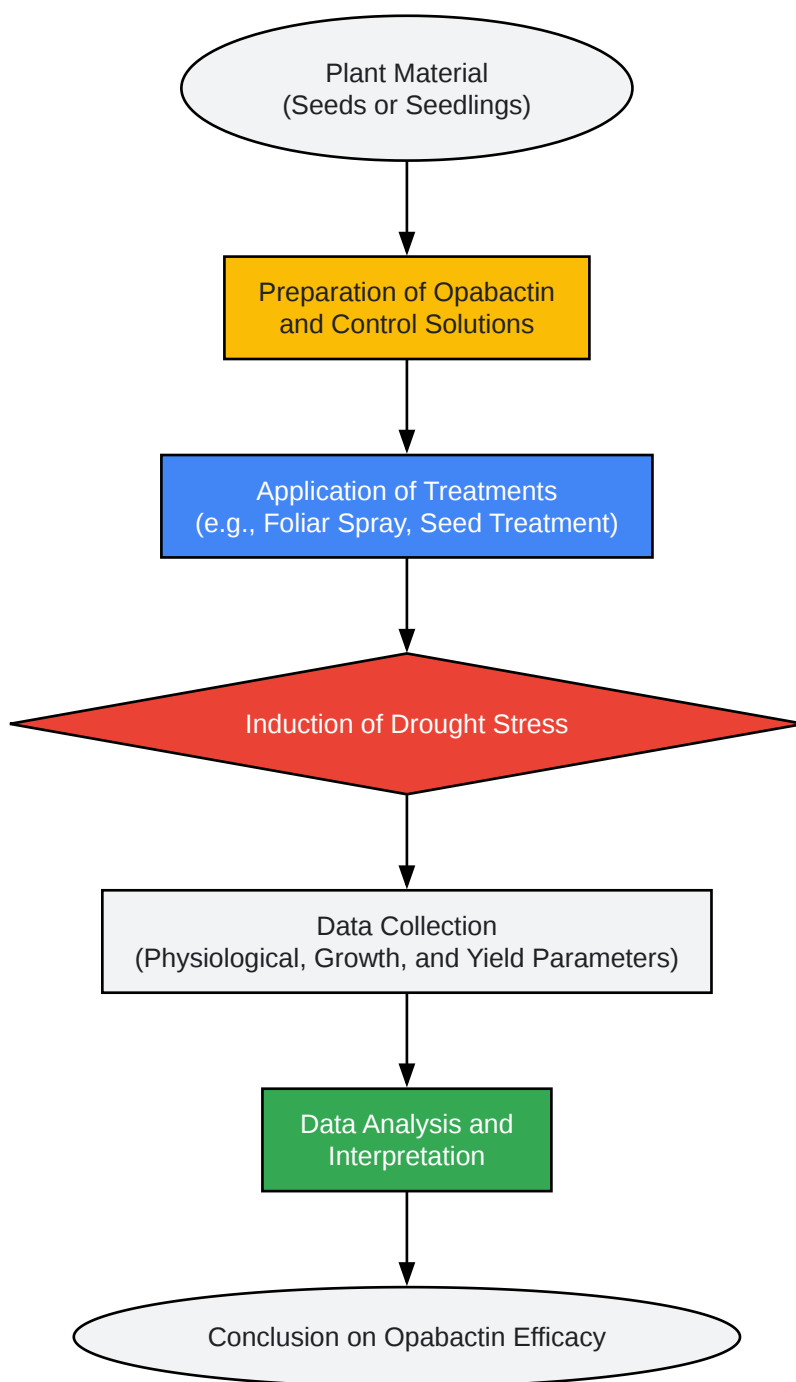 Plant Material
(Seeds or Seedlings)
Preparation of Opabactin
and Control Solutions
Application of Treatments
(e.g., Foliar Spray, Seed Treatment)
Induction of Drought Stress
Data Collection
(Physiological, Growth, and Yield Parameters)
Data Analysis and
Interpretation
Conclusion on Opabactin Efficacy